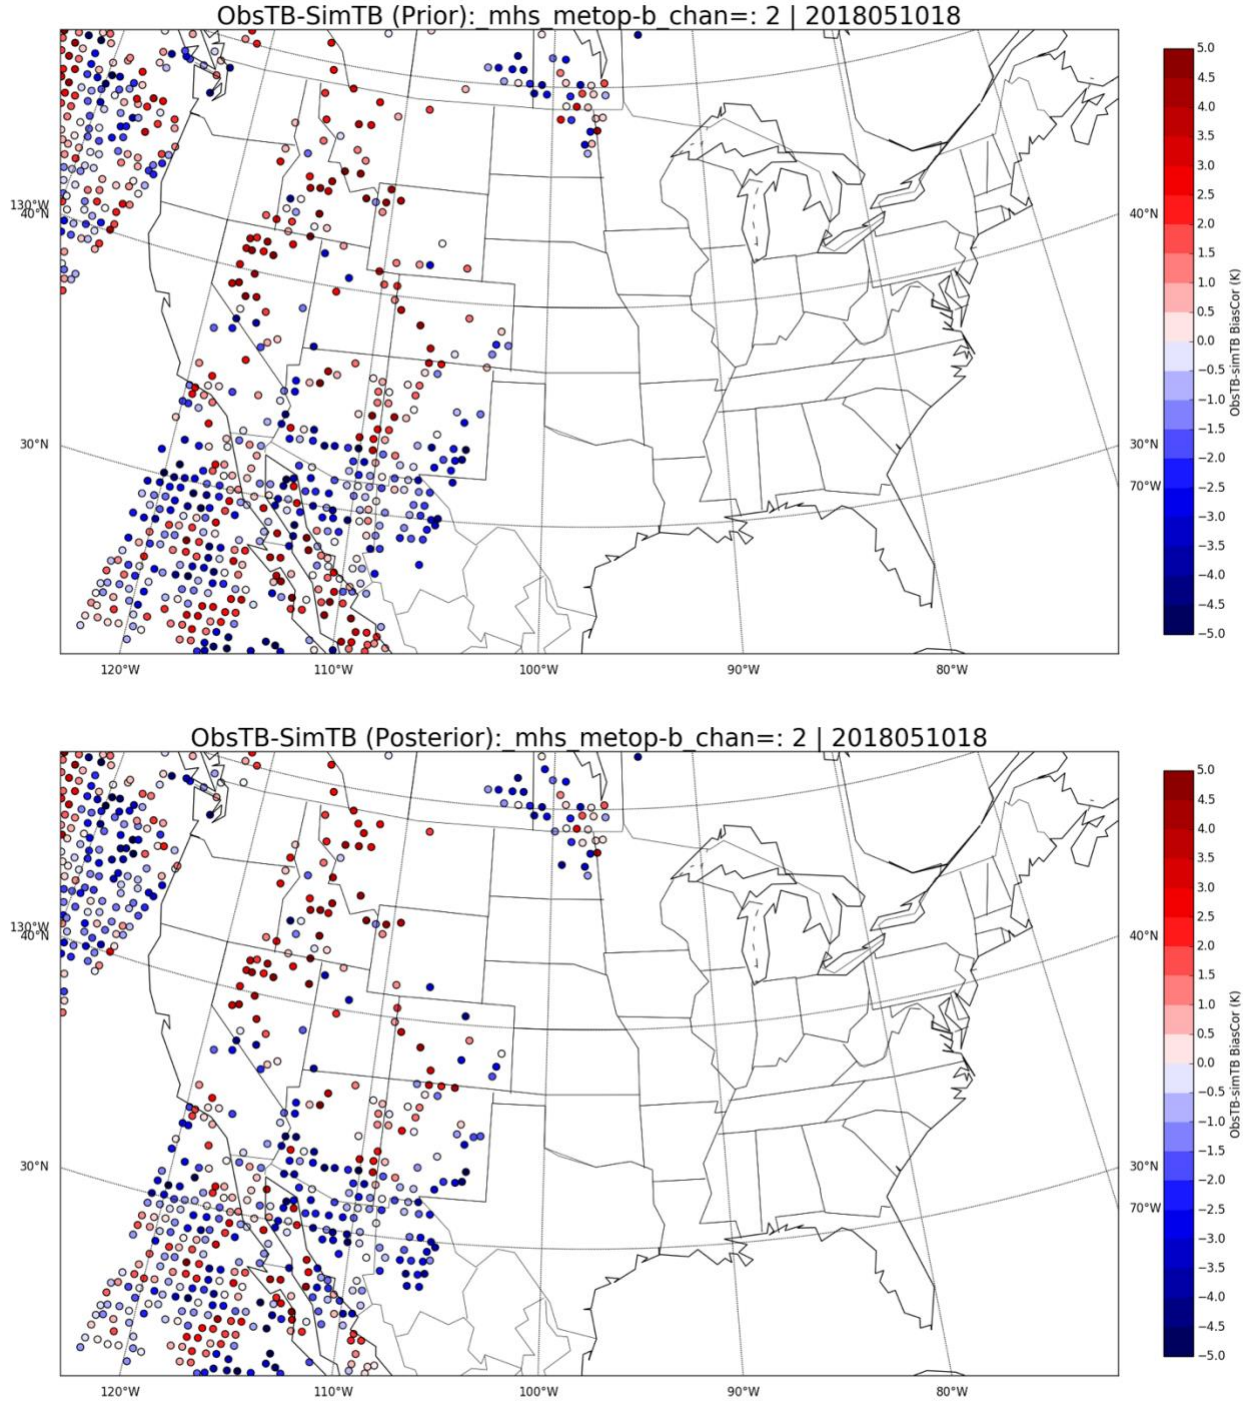 ObsTB-SimTB (Prior):_mhs_metop-b_chan=: 2 | 2018051018
130°W
40°N
30°N
40°N
30°N
70°W
120°W
110°W
100°W
90°W
80°W
5.0
4.5
4.0
3.5
3.0
2.5
2.0
1.5
1.0
0.5
0.0
−0.5
−1.0
−1.5
−2.0
−2.5
−3.0
−3.5
−4.0
−4.5
−5.0
ObsTB-simTB BiasCor (K)
ObsTB-SimTB (Posterior):_mhs_metop-b_chan=: 2 | 2018051018
130°W
40°N
30°N
40°N
30°N
70°W
120°W
110°W
100°W
90°W
80°W
5.0
4.5
4.0
3.5
3.0
2.5
2.0
1.5
1.0
0.5
0.0
−0.5
−1.0
−1.5
−2.0
−2.5
−3.0
−3.5
−4.0
−4.5
−5.0
ObsTB-simTB BiasCor (K)